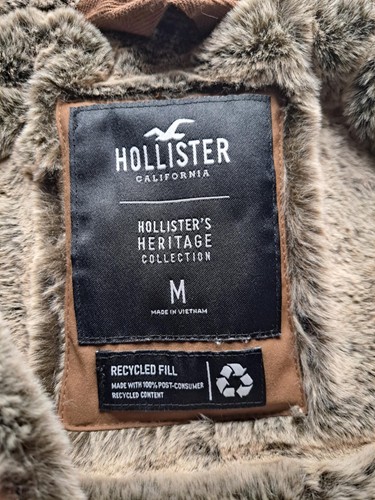 HOLLISTER
CALIFORNIA
HOLLISTER'S
HERITAGE
COLLECTION
M
MADE IN VIETNAM
RECYCLED FILL
MADE WITH 100% POST-CONSUMER
RECYCLED CONTENT